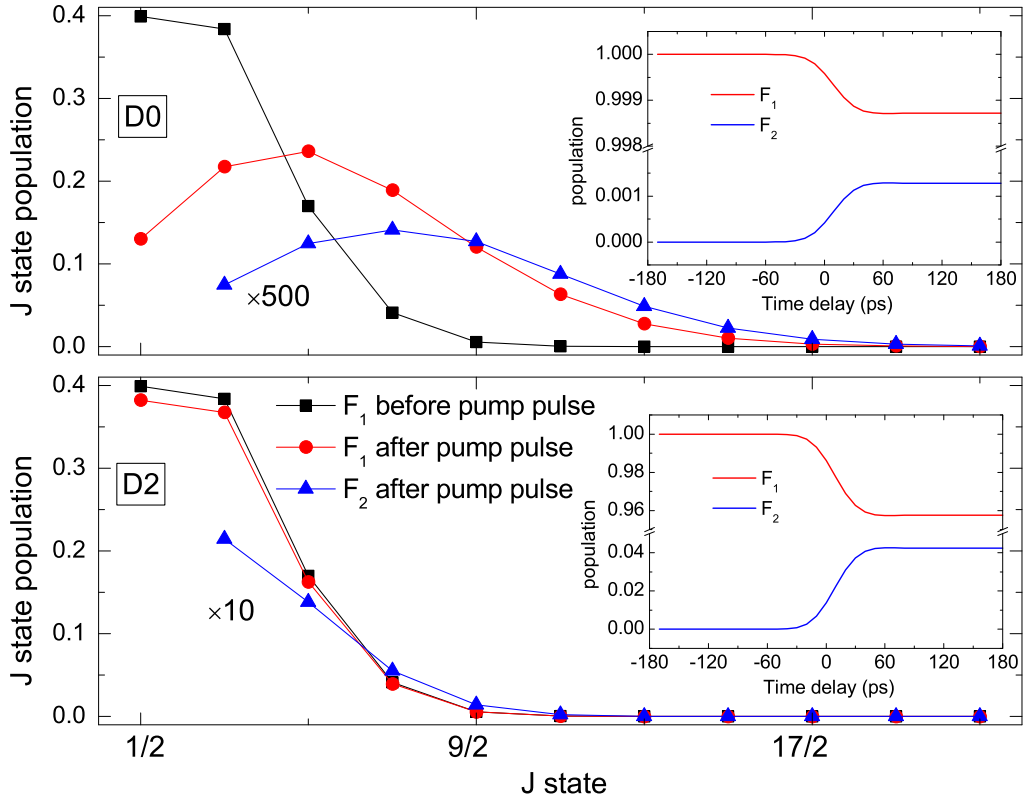 0.4
0.3
0.2
0.1
0.0
J state population
D0
×500
1.000
0.999
0.998
0.001
0.000
population
F1
F2
-180 -120 -60 0 60 120 180
Time delay (ps)
0.4
0.3
0.2
0.1
0.0
J state population
D2
F1 before pump pulse
F1 after pump pulse
F2 after pump pulse
×10
1.00
0.98
0.96
0.04
0.02
0.00
population
F1
F2
-180 -120 -60 0 60 120 180
Time delay (ps)
1/2 9/2 17/2
J state